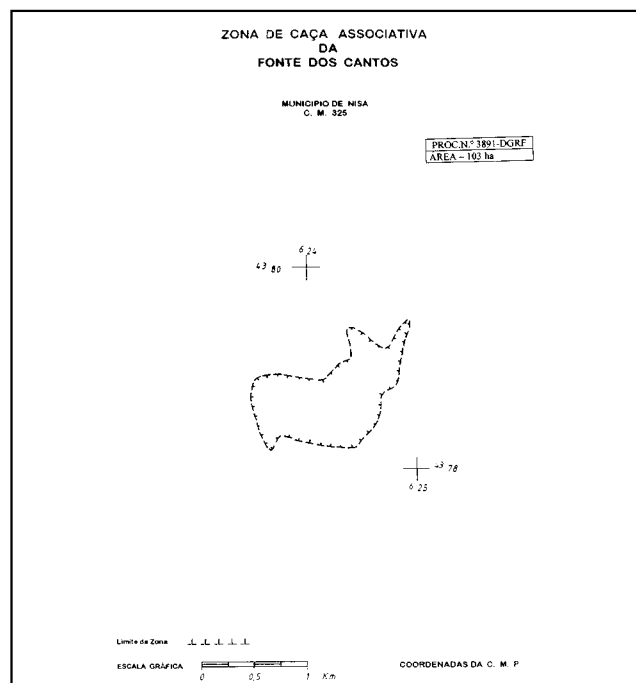 ZONA DE CAÇA ASSOCIATIVA
DA
FONTE DOS CANTOS
MUNICIPIO DE NISA
C. M. 325
PROC.N.º 3891-DGRF
AREA – 103 ha
6 24
43 80
43 78
6 25
Limite da Zona
ESCALA GRÁFICA
0 0,5 1 Km
COORDENADAS DA C. M. P